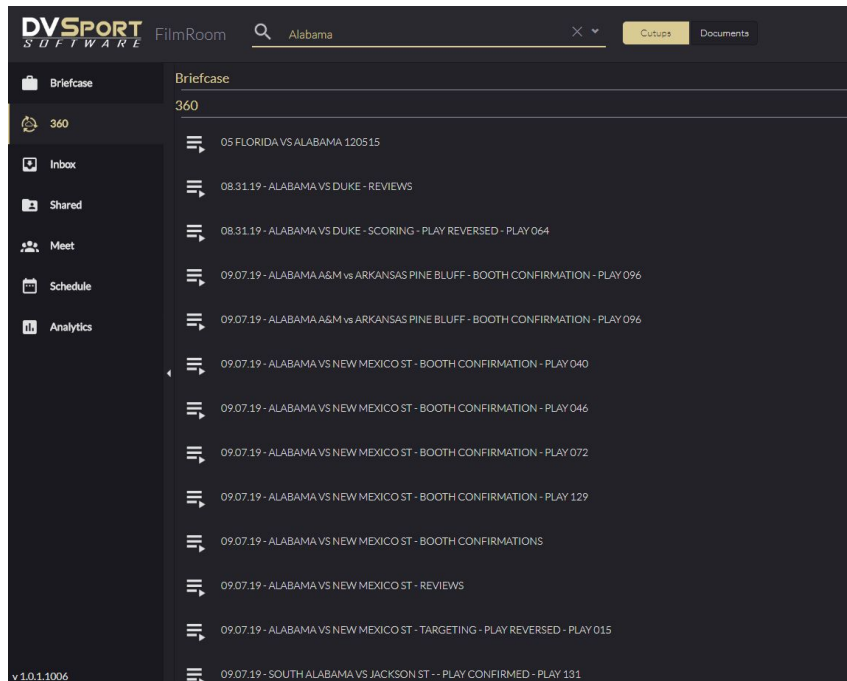 DVSPORT
SOFTWARE
FilmRoom
Alabama
Cutups
Documents
Briefcase
360
Inbox
Shared
Meet
Schedule
Analytics
v 1.0.1.1006
Briefcase
360
05 FLORIDA VS ALABAMA 120515
08.31.19 - ALABAMA VS DUKE - REVIEWS
08.31.19 - ALABAMA VS DUKE - SCORING - PLAY REVERSED - PLAY 064
09.07.19 - ALABAMA A&M vs ARKANSAS PINE BLUFF - BOOTH CONFIRMATION - PLAY 096
09.07.19 - ALABAMA A&M vs ARKANSAS PINE BLUFF - BOOTH CONFIRMATION - PLAY 096
09.07.19 - ALABAMA VS NEW MEXICO ST - BOOTH CONFIRMATION - PLAY 040
09.07.19 - ALABAMA VS NEW MEXICO ST - BOOTH CONFIRMATION - PLAY 046
09.07.19 - ALABAMA VS NEW MEXICO ST - BOOTH CONFIRMATION - PLAY 072
09.07.19 - ALABAMA VS NEW MEXICO ST - BOOTH CONFIRMATION - PLAY 129
09.07.19 - ALABAMA VS NEW MEXICO ST - BOOTH CONFIRMATIONS
09.07.19 - ALABAMA VS NEW MEXICO ST - REVIEWS
09.07.19 - ALABAMA VS NEW MEXICO ST - TARGETING - PLAY REVERSED - PLAY 015
09.07.19 - SOUTH ALABAMA VS JACKSON ST - - PLAY CONFIRMED - PLAY 131